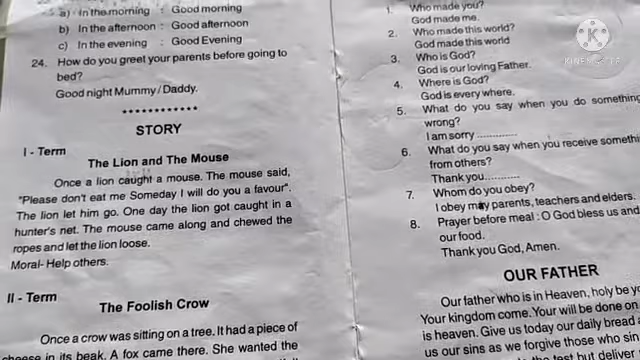 a) In the morning : Good morning
b) In the afternoon : Good afternoon
c) In the evening : Good Evening
24. How do you greet your parents before going to
bed?
Good night Mummy/Daddy.
************
STORY
I - Term
The Lion and The Mouse
Once a lion caught a mouse. The mouse said,
"Please don't eat me Someday I will do you a favour".
The lion let him go. One day the lion got caught in a
hunter's net. The mouse came along and chewed the
ropes and let the lion loose.
Moral- Help others.
II - Term
The Foolish Crow
Once a crow was sitting on a tree. It had a piece of
cheese in its beak. A fox came there. She wanted the
1. Who made you?
God made me.
2. Who made this world?
God made this world
3. Who is God?
God is our loving Father.
4. Where is God?
God is every where.
5. What do you say when you do something
wrong?
I am sorry .............
6. What do you say when you receive somethi
from others?
Thank you............
7. Whom do you obey?
I obey may parents, teachers and elders.
8. Prayer before meal : O God bless us and
our food.
Thank you God, Amen.
OUR FATHER
Our father who is in Heaven, holy be yo
Your kingdom come. Your will be done on
is heaven. Give us today our daily bread a
us our sins as we forgive those who sin
the test but deliver